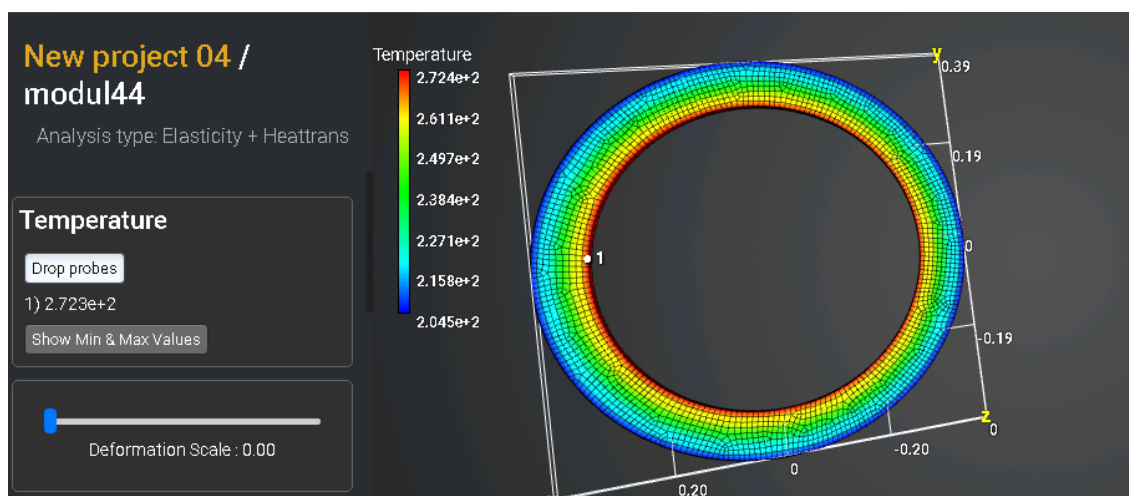 New project 04 /
modul44
Analysis type: Elasticity + Heattrans
Temperature
Drop probes
1) 2.723e+2
Show Min & Max Values
Deformation Scale : 0.00
Temperature
2.724e+2
2.611e+2
2.497e+2
2.384e+2
2.271e+2
2.158e+2
2.045e+2
1
y
0.39
0.19
0
-0.19
z
0
-0.20
0
0.20